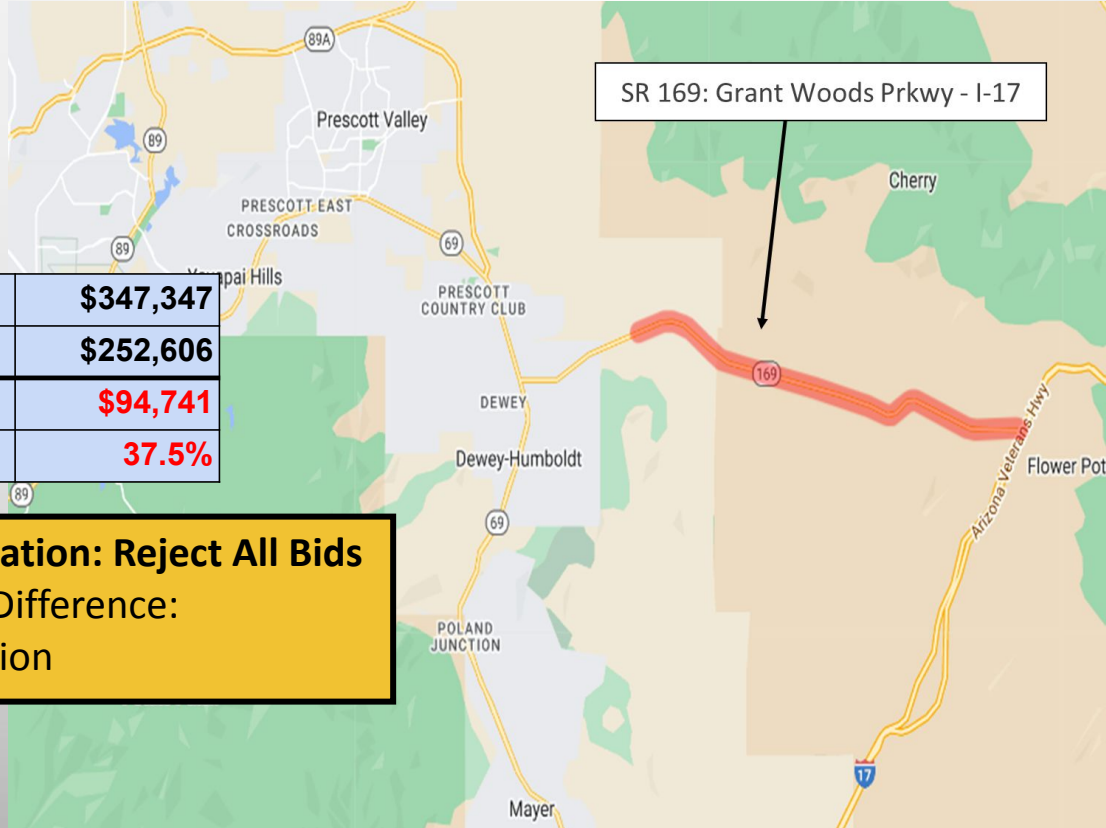 89A
SR 169: Grant Woods Prkwy - I-17
Prescott Valley
89
Cherry
PRESCOTT EAST
CROSSROADS
69
89
pai Hills
$347,347
PRESCOTT
COUNTRY CLUB
$252,606
169
$94,741
DEWEY
37.5%
Arizona Veterans Hwy
Dewey-Humboldt
Flower Pot
89
69
ation: Reject All Bids
Difference:
ion
POLAND
JUNCTION
17
Mayer